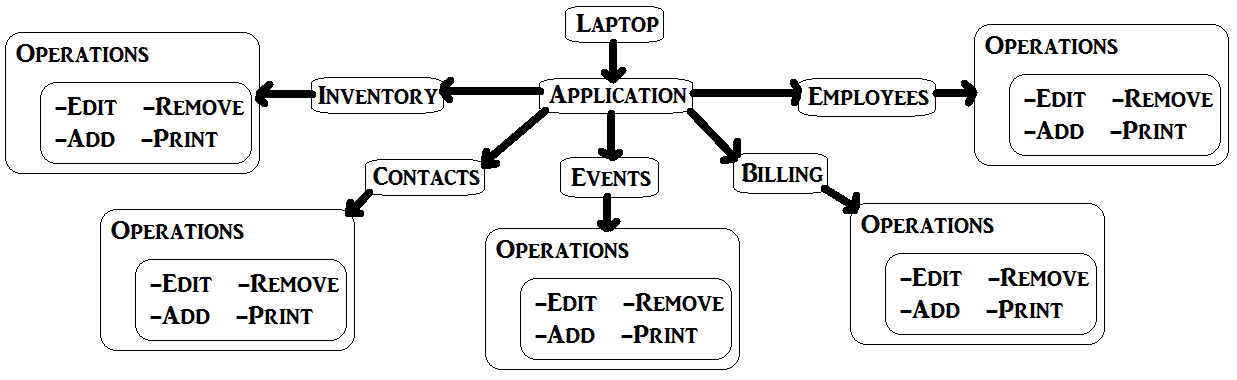 Laptop
Operations
-Edit -Remove
-Add -Print
Inventory
Application
Employees
Operations
-Edit -Remove
-Add -Print
Contacts
Events
Billing
Operations
-Edit -Remove
-Add -Print
Operations
-Edit -Remove
-Add -Print
Operations
-Edit -Remove
-Add -Print